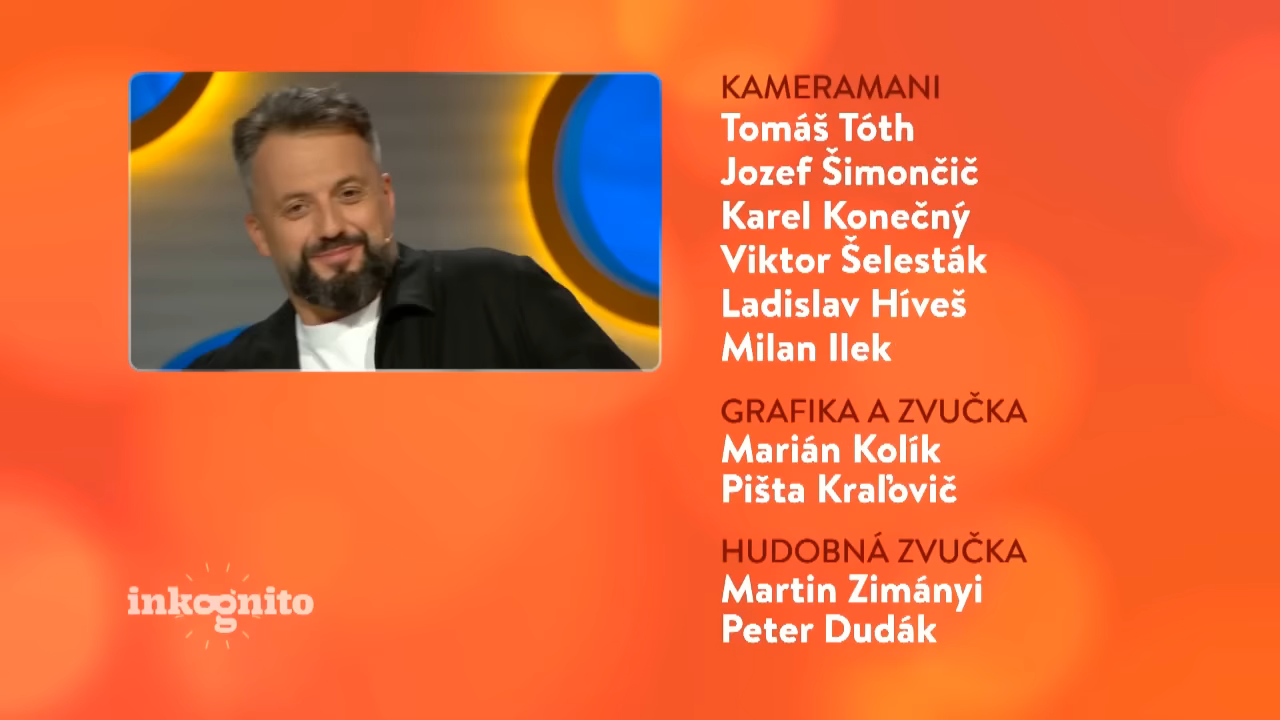 KAMERAMANI
Tomáš Tóth
Jozef Šimončič
Karel Konečný
Viktor Šelesták
Ladislav Híveš
Milan Ilek
GRAFIKA A ZVUČKA
Marián Kolík
Pišta Kraľovič
HUDOBNÁ ZVUČKA
Martin Zimányi
Peter Dudák
inkognito